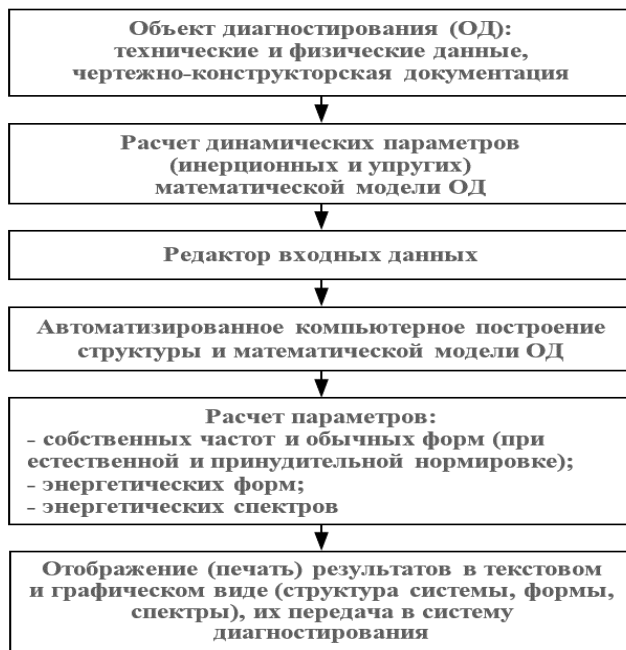 Объект диагностирования (ОД):
технические и физические данные,
чертежно-конструкторская документация
Расчет динамических параметров
(инерционных и упругих)
математической модели ОД
Редактор входных данных
Автоматизированное компьютерное построение
структуры и математической модели ОД
Расчет параметров:
- собственных частот и обычных форм (при
естественной и принудительной нормировке);
- энергетических форм;
- энергетических спектров
Отображение (печать) результатов в текстовом
и графическом виде (структура системы, формы,
спектры), их передача в систему
диагностирования